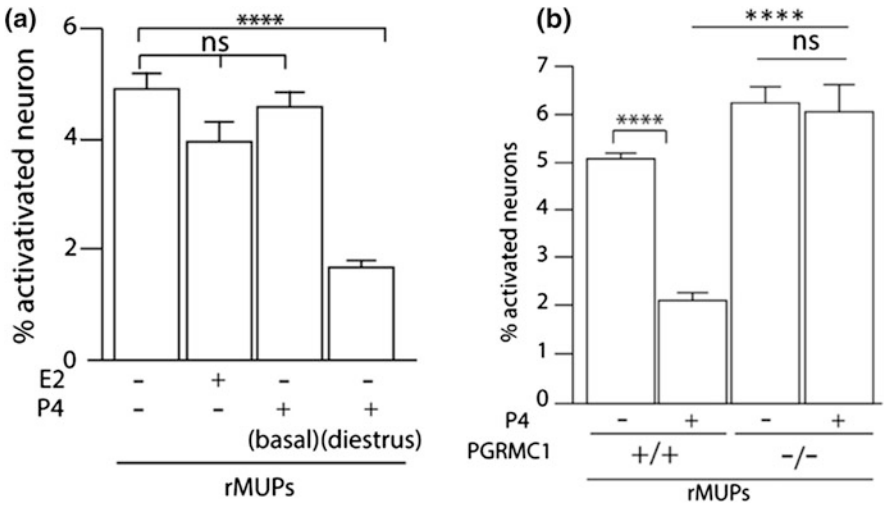 (a)
% activativated neuron
6
4
2
0
****
ns
E2 - + - -
P4 - - + +
(basal)(diestrus)
rMUPs
(b)
% activated neurons
7
6
5
4
3
2
1
0
****
ns
****
P4 - + - +
PGRMC1 +/+ -/-
rMUPs